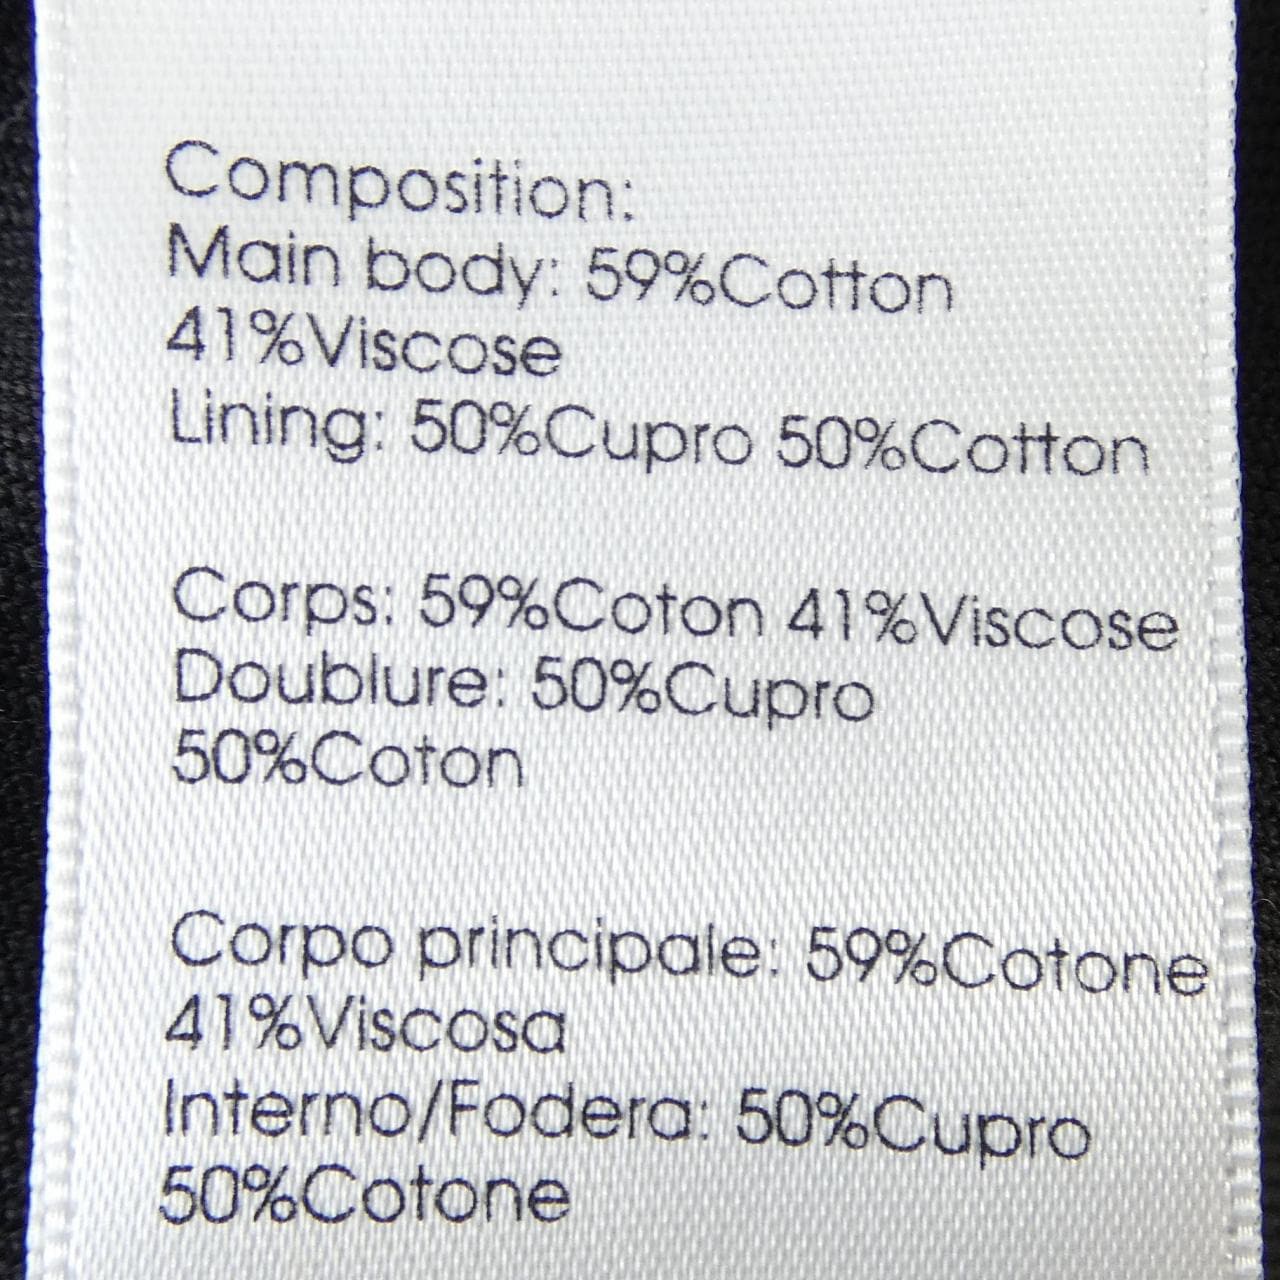 Composition:
Main body: 59%Cotton
41%Viscose
Lining: 50%Cupro 50%Cotton
Corps: 59%Coton 41%Viscose
Doublure: 50%Cupro
50%Coton
Corpo principale: 59%Cotone
41%Viscosa
Interno/Fodera: 50%Cupro
50%Cotone